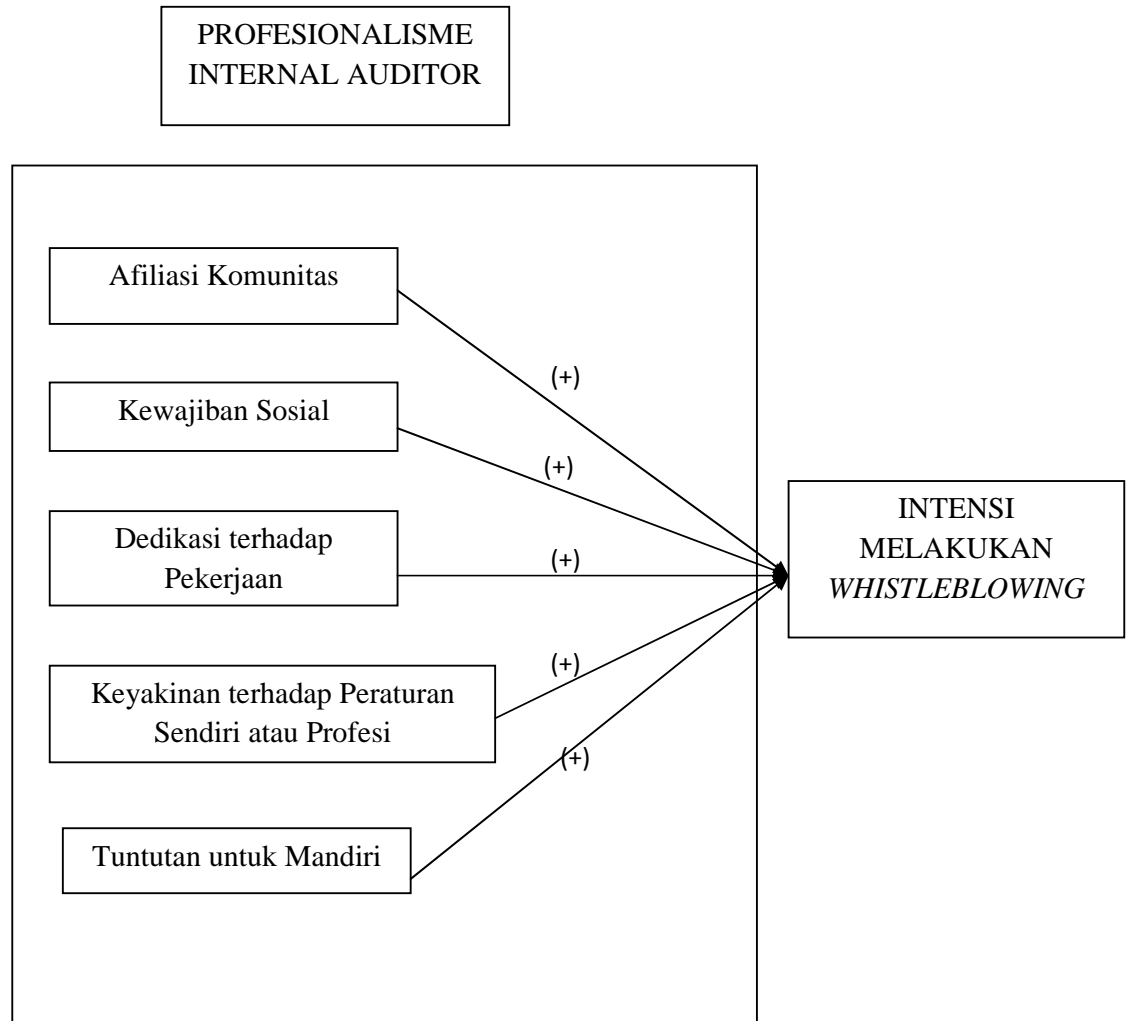 PROFESIONALISME
INTERNAL AUDITOR
Afiliasi Komunitas
(+)
Kewajiban Sosial
(+)
Dedikasi terhadap
Pekerjaan
(+)
INTENSI
MELAKUKAN
WHISTLEBLOWING
Keyakinan terhadap Peraturan
Sendiri atau Profesi
(+)
Tuntutan untuk Mandiri
(+)